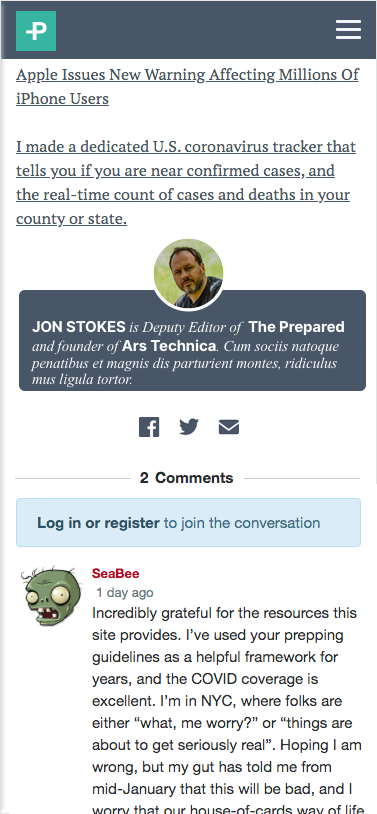 P
Apple Issues New Warning Affecting Millions Of
iPhone Users
I made a dedicated U.S. coronavirus tracker that
tells you if you are near confirmed cases, and
the real-time count of cases and deaths in your
county or state.
JON STOKES is Deputy Editor of The Prepared
and founder of Ars Technica. Cum sociis natoque
penatibus et magnis dis parturient montes, ridiculus
mus ligula tortor.
2 Comments
Log in or register to join the conversation
SeaBee
1 day ago
Incredibly grateful for the resources this
site provides. I’ve used your prepping
guidelines as a helpful framework for
years, and the COVID coverage is
excellent. I’m in NYC, where folks are
either “what, me worry?” or “things are
about to get seriously real”. Hoping I am
wrong, but my gut has told me from
mid-January that this will be bad, and I
worry that our house-of-cards way of life